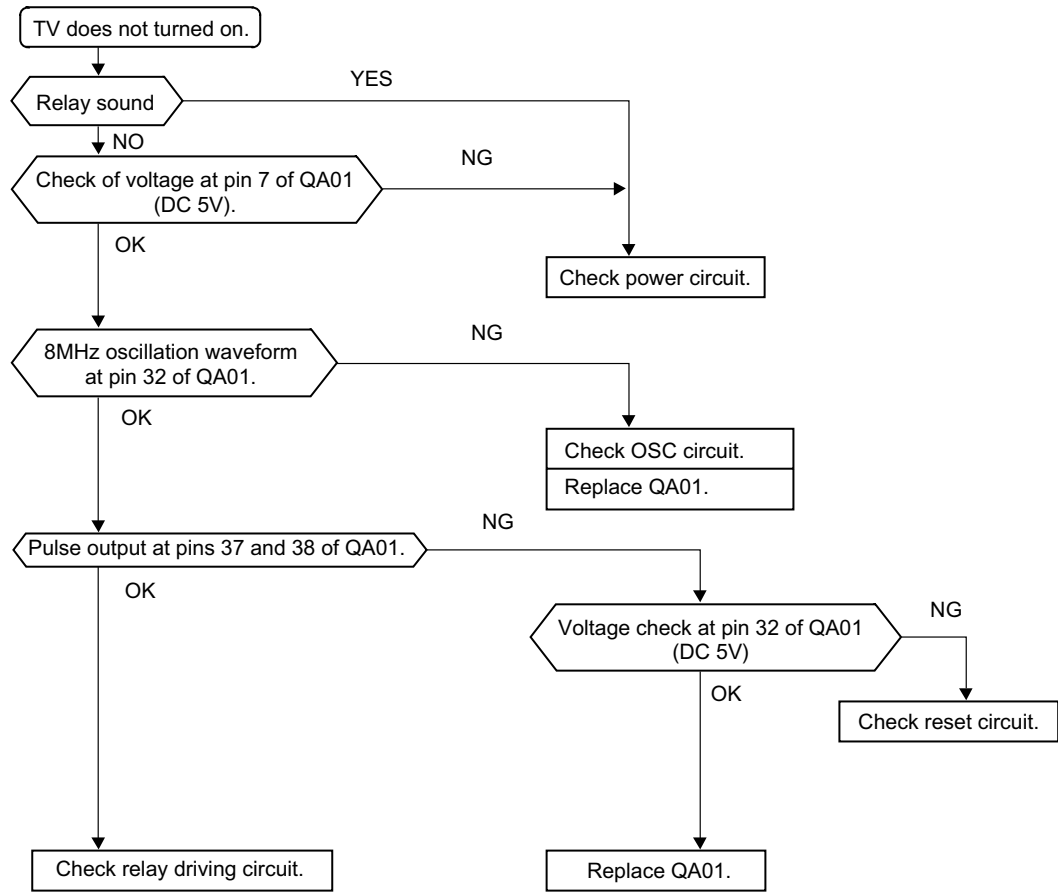 TV does not turned on.
YES
Relay sound
NO
NG
Check of voltage at pin 7 of QA01
(DC 5V).
OK
Check power circuit.
NG
8MHz oscillation waveform
at pin 32 of QA01.
OK
Check OSC circuit.
Replace QA01.
NG
Pulse output at pins 37 and 38 of QA01.
OK
NG
Voltage check at pin 32 of QA01
(DC 5V)
OK
Check reset circuit.
Check relay driving circuit.
Replace QA01.